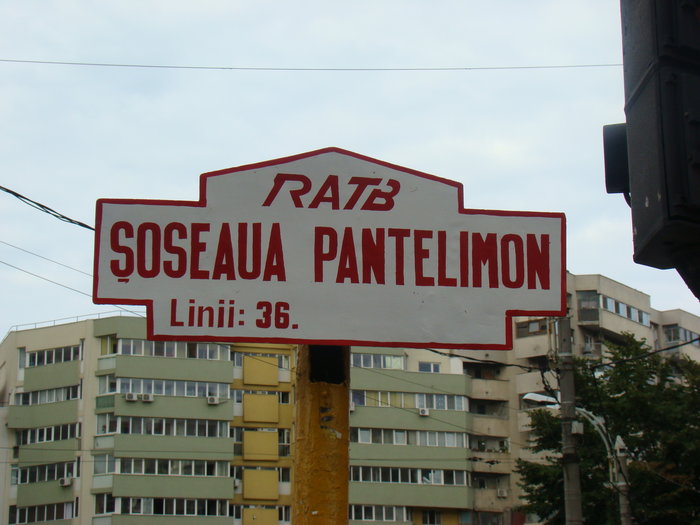 RATB
ŞOSEAUA PANTELIMON
Linii: 36.